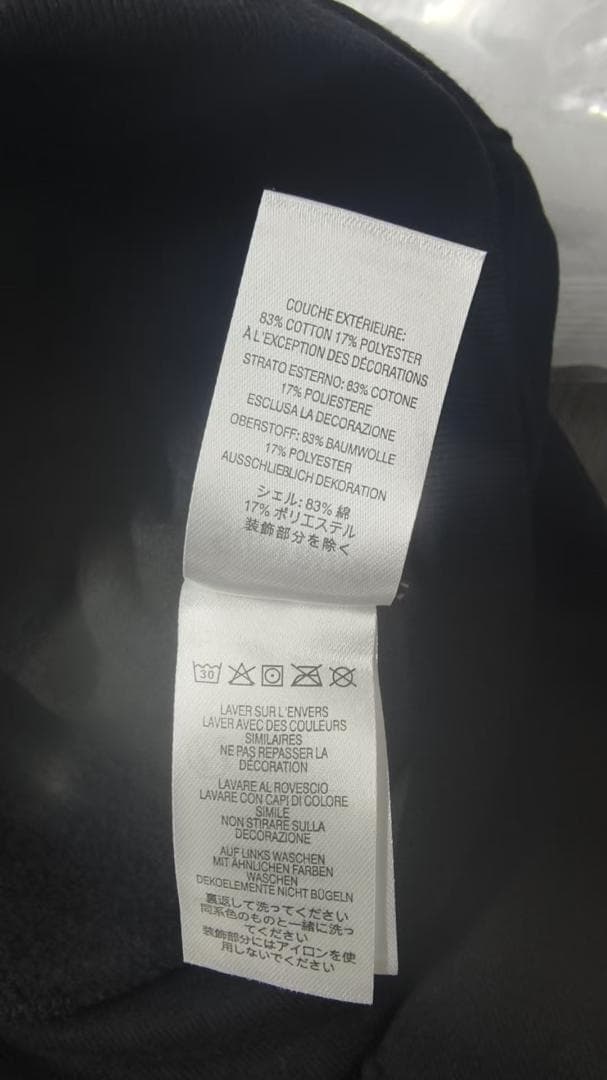 COUCHE EXTÉRIEURE:
83% COTTON 17% POLYESTER
À L'EXCEPTION DES DÉCORATIONS
STRATO ESTERNO: 83% COTONE
17% POLIESTERE
ESCLUSA LA DECORAZIONE
OBERSTOFF: 83% BAUMWOLLE
17% POLYESTER
AUSSCHLIEBLICH DEKORATION
シェル: 83% 綿
17% ポリエステル
装飾部分を除く
30
LAVER SUR L'ENVERS
LAVER AVEC DES COULEURS
SIMILAIRES
NE PAS REPASSER LA
DÉCORATION
LAVARE AL ROVESCIO
LAVARE CON CAPI DI COLORE
SIMILE
NON STIRARE SULLA
DECORAZIONE
AUF LINKS WASCHEN
MIT ÄHNLICHEN FARBEN
WASCHEN
DEKOELEMENTE NICHT BÜGELN
裏返して洗ってください
同系色のものと一緒に洗っ
てください
装飾部分にはアイロンを使
用しないでください